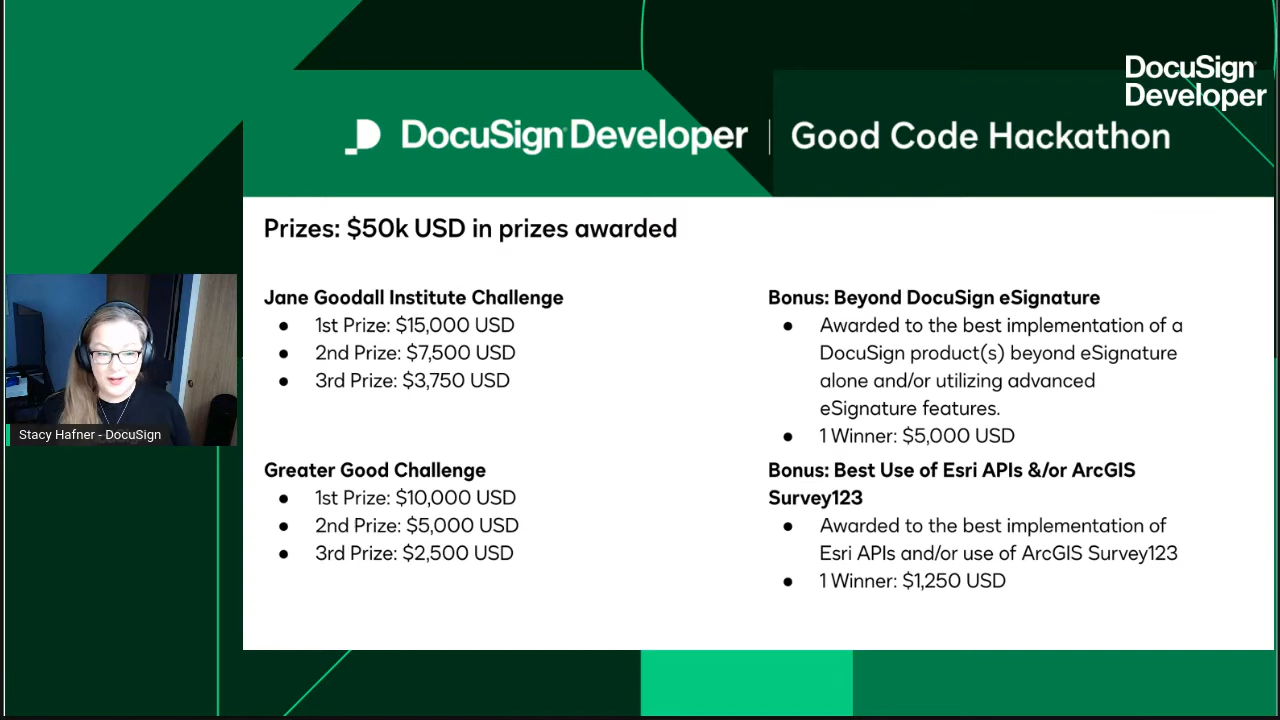 DocuSign
Developer
DocuSign Developer | Good Code Hackathon
Prizes: $50k USD in prizes awarded
Jane Goodall Institute Challenge
● 1st Prize: $15,000 USD
● 2nd Prize: $7,500 USD
● 3rd Prize: $3,750 USD
Greater Good Challenge
● 1st Prize: $10,000 USD
● 2nd Prize: $5,000 USD
● 3rd Prize: $2,500 USD
Bonus: Beyond DocuSign eSignature
● Awarded to the best implementation of a
DocuSign product(s) beyond eSignature
alone and/or utilizing advanced
eSignature features.
● 1 Winner: $5,000 USD
Bonus: Best Use of Esri APIs &/or ArcGIS
Survey123
● Awarded to the best implementation of
Esri APIs and/or use of ArcGIS Survey123
● 1 Winner: $1,250 USD
Stacy Hafner - DocuSign